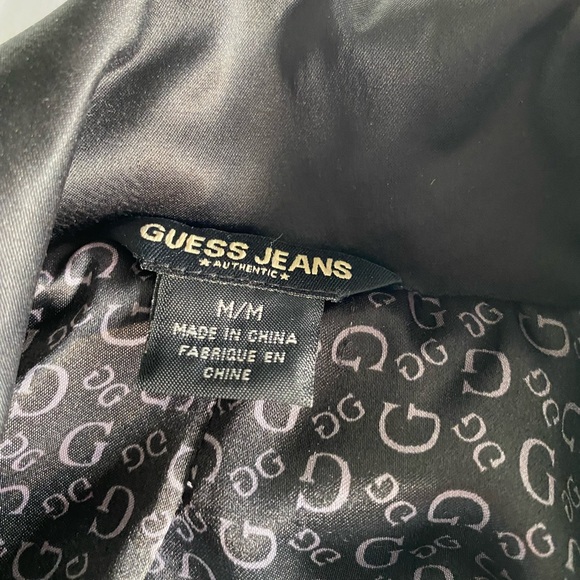 GUESS JEANS
★ AUTHENTIC ★
M/M
MADE IN CHINA
FABRIQUE EN
CHINE